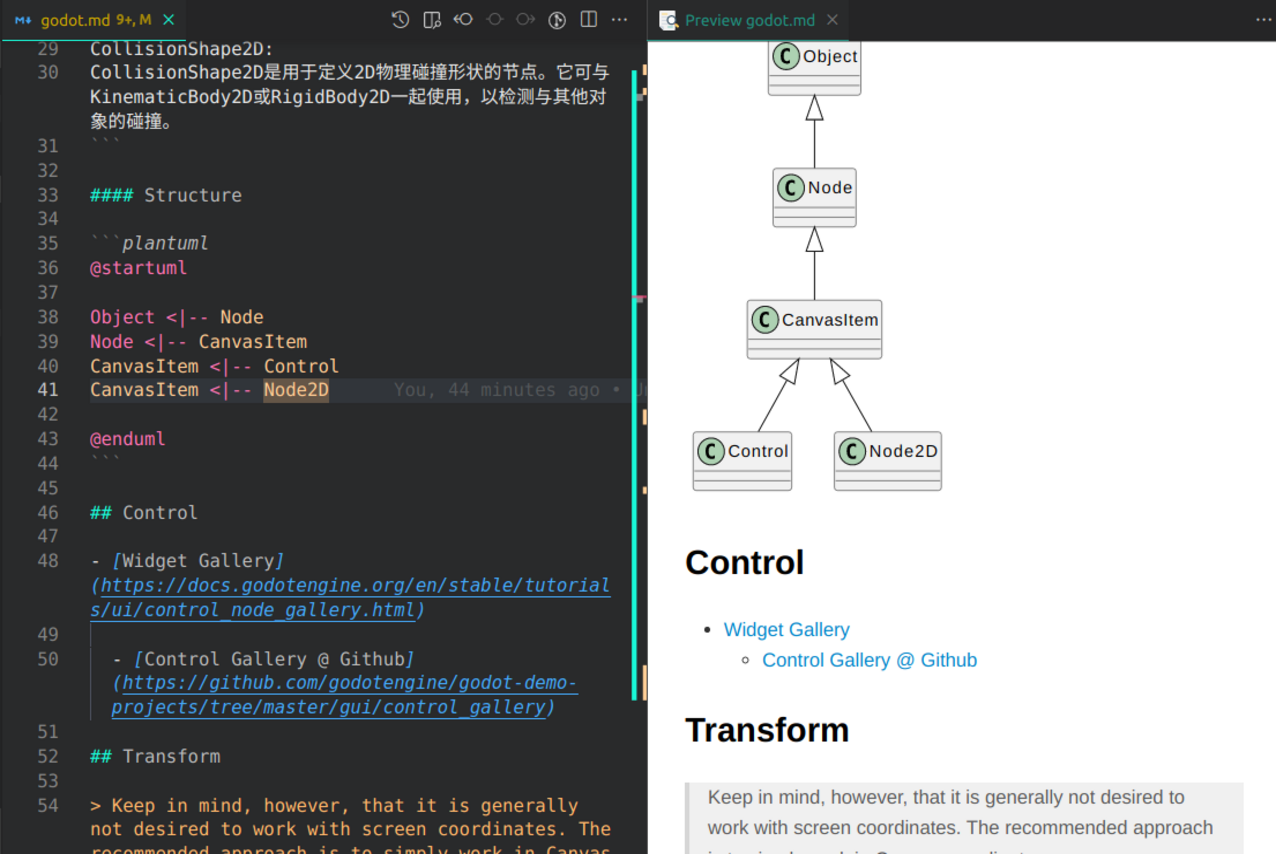 godot.md 9+, M
Preview godot.md
29 CollisionShape2D:
30 CollisionShape2D是用于定义2D物理碰撞形状的节点。它可与
KinematicBody2D或RigidBody2D一起使用，以检测与其他对
象的碰撞。
31 ```
32
33 #### Structure
34
35 ```plantuml
36 @startuml
37
38 Object <|-- Node
39 Node <|-- CanvasItem
40 CanvasItem <|-- Control
41 CanvasItem <|-- Node2D You, 44 minutes ago •
42
43 @enduml
44 ```
45
46 ## Control
47
48 - [Widget Gallery]
(https://docs.godotengine.org/en/stable/tutorial
s/ui/control_node_gallery.html)
49
50 - [Control Gallery @ Github]
(https://github.com/godotengine/godot-demo-
projects/tree/master/gui/control_gallery)
51
52 ## Transform
53
54 > Keep in mind, however, that it is generally
not desired to work with screen coordinates. The
recommended approach is to simply work in Canvas
C Object
C Node
C CanvasItem
C Control
C Node2D
Control
• Widget Gallery
◦ Control Gallery @ Github
Transform
Keep in mind, however, that it is generally not desired to
work with screen coordinates. The recommended approach